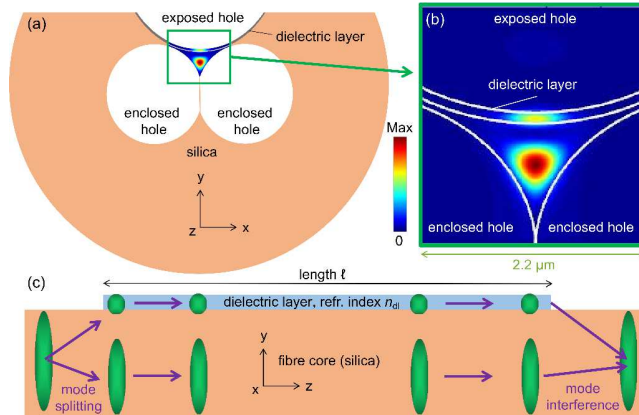 (a)
exposed hole
dielectric layer
enclosed
hole
enclosed
hole
silica
y
z
x
(b)
exposed hole
dielectric layer
Max
0
enclosed hole
enclosed hole
2.2 µm
(c)
length ℓ
dielectric layer, refr. index ndl
mode
splitting
y
z
fibre core (silica)
mode
interference